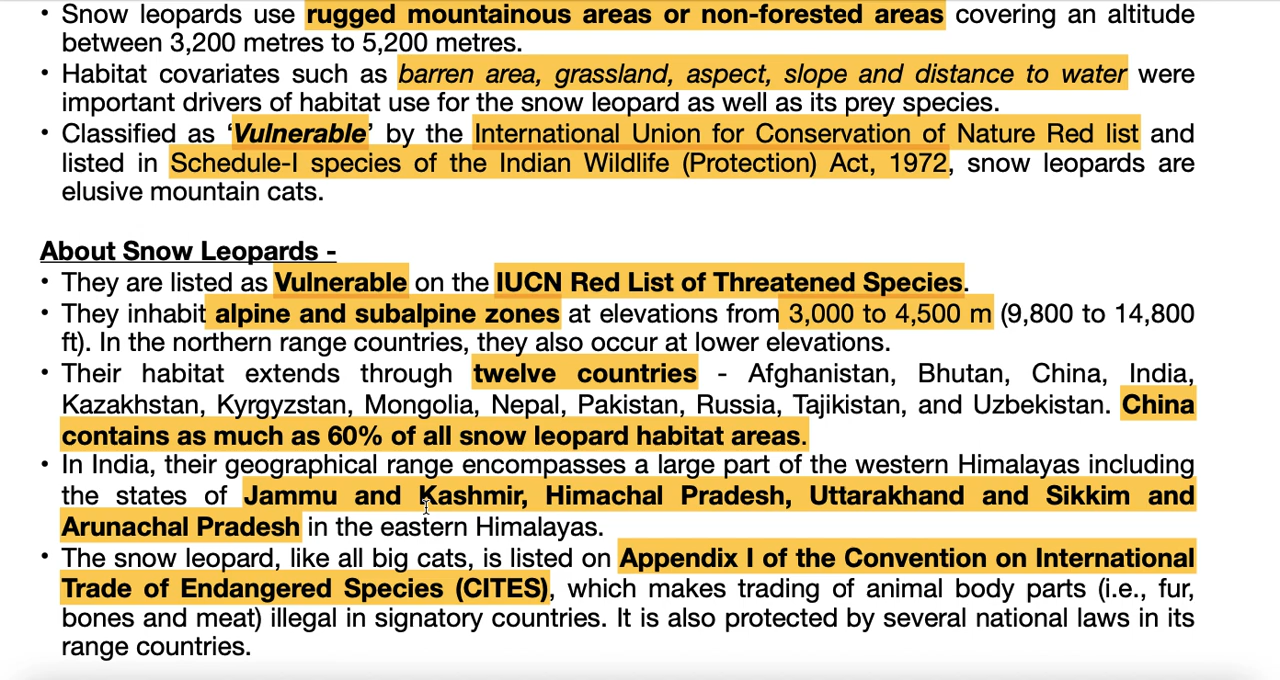 • Snow leopards use rugged mountainous areas or non-forested areas covering an altitude
between 3,200 metres to 5,200 metres.
• Habitat covariates such as barren area, grassland, aspect, slope and distance to water were
important drivers of habitat use for the snow leopard as well as its prey species.
• Classified as ‘Vulnerable’ by the International Union for Conservation of Nature Red list and
listed in Schedule-I species of the Indian Wildlife (Protection) Act, 1972, snow leopards are
elusive mountain cats.
About Snow Leopards -
• They are listed as Vulnerable on the IUCN Red List of Threatened Species.
• They inhabit alpine and subalpine zones at elevations from 3,000 to 4,500 m (9,800 to 14,800
ft). In the northern range countries, they also occur at lower elevations.
• Their habitat extends through twelve countries - Afghanistan, Bhutan, China, India,
Kazakhstan, Kyrgyzstan, Mongolia, Nepal, Pakistan, Russia, Tajikistan, and Uzbekistan. China
contains as much as 60% of all snow leopard habitat areas.
• In India, their geographical range encompasses a large part of the western Himalayas including
the states of Jammu and Kashmir, Himachal Pradesh, Uttarakhand and Sikkim and
Arunachal Pradesh in the eastern Himalayas.
• The snow leopard, like all big cats, is listed on Appendix I of the Convention on International
Trade of Endangered Species (CITES), which makes trading of animal body parts (i.e., fur,
bones and meat) illegal in signatory countries. It is also protected by several national laws in its
range countries.